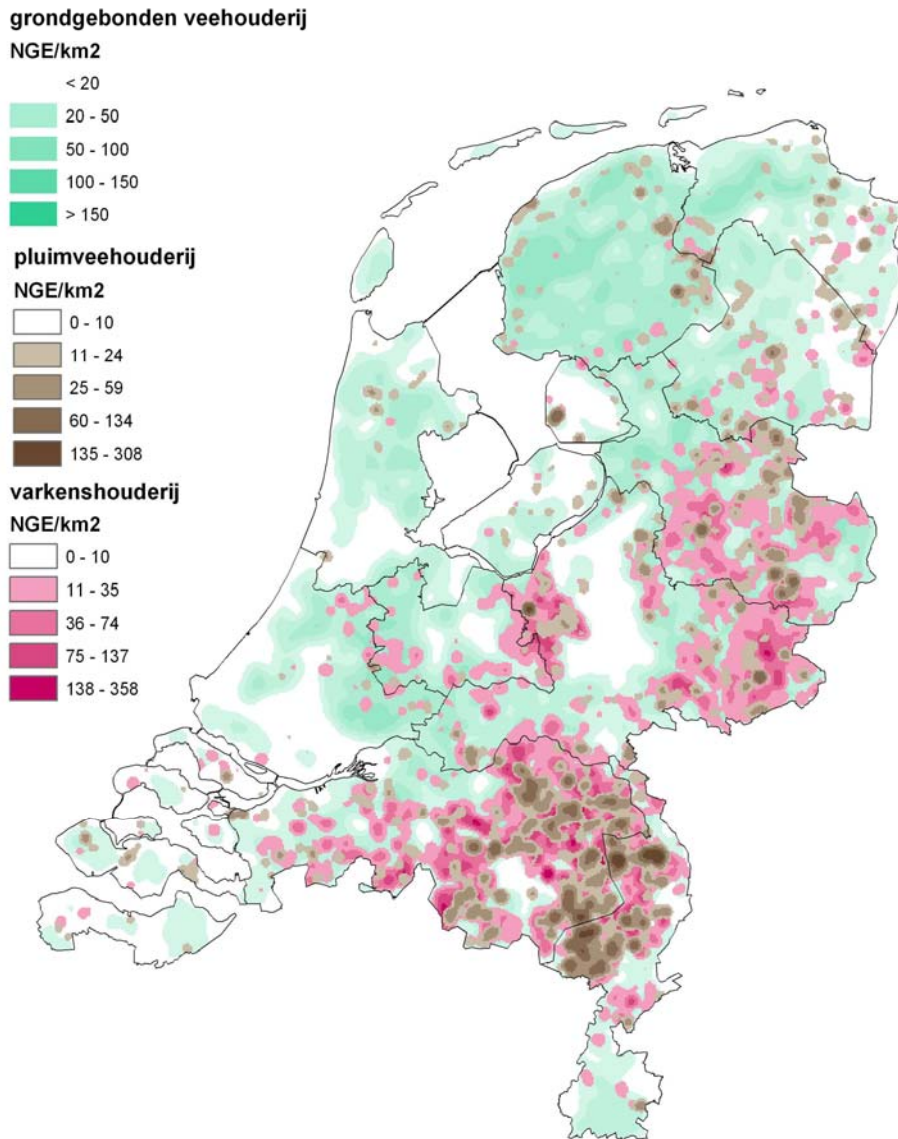 grondgebonden veehouderij
NGE/km2
< 20
20 - 50
50 - 100
100 - 150
> 150
pluimveehouderij
NGE/km2
0 - 10
11 - 24
25 - 59
60 - 134
135 - 308
varkenshouderij
NGE/km2
0 - 10
11 - 35
36 - 74
75 - 137
138 - 358